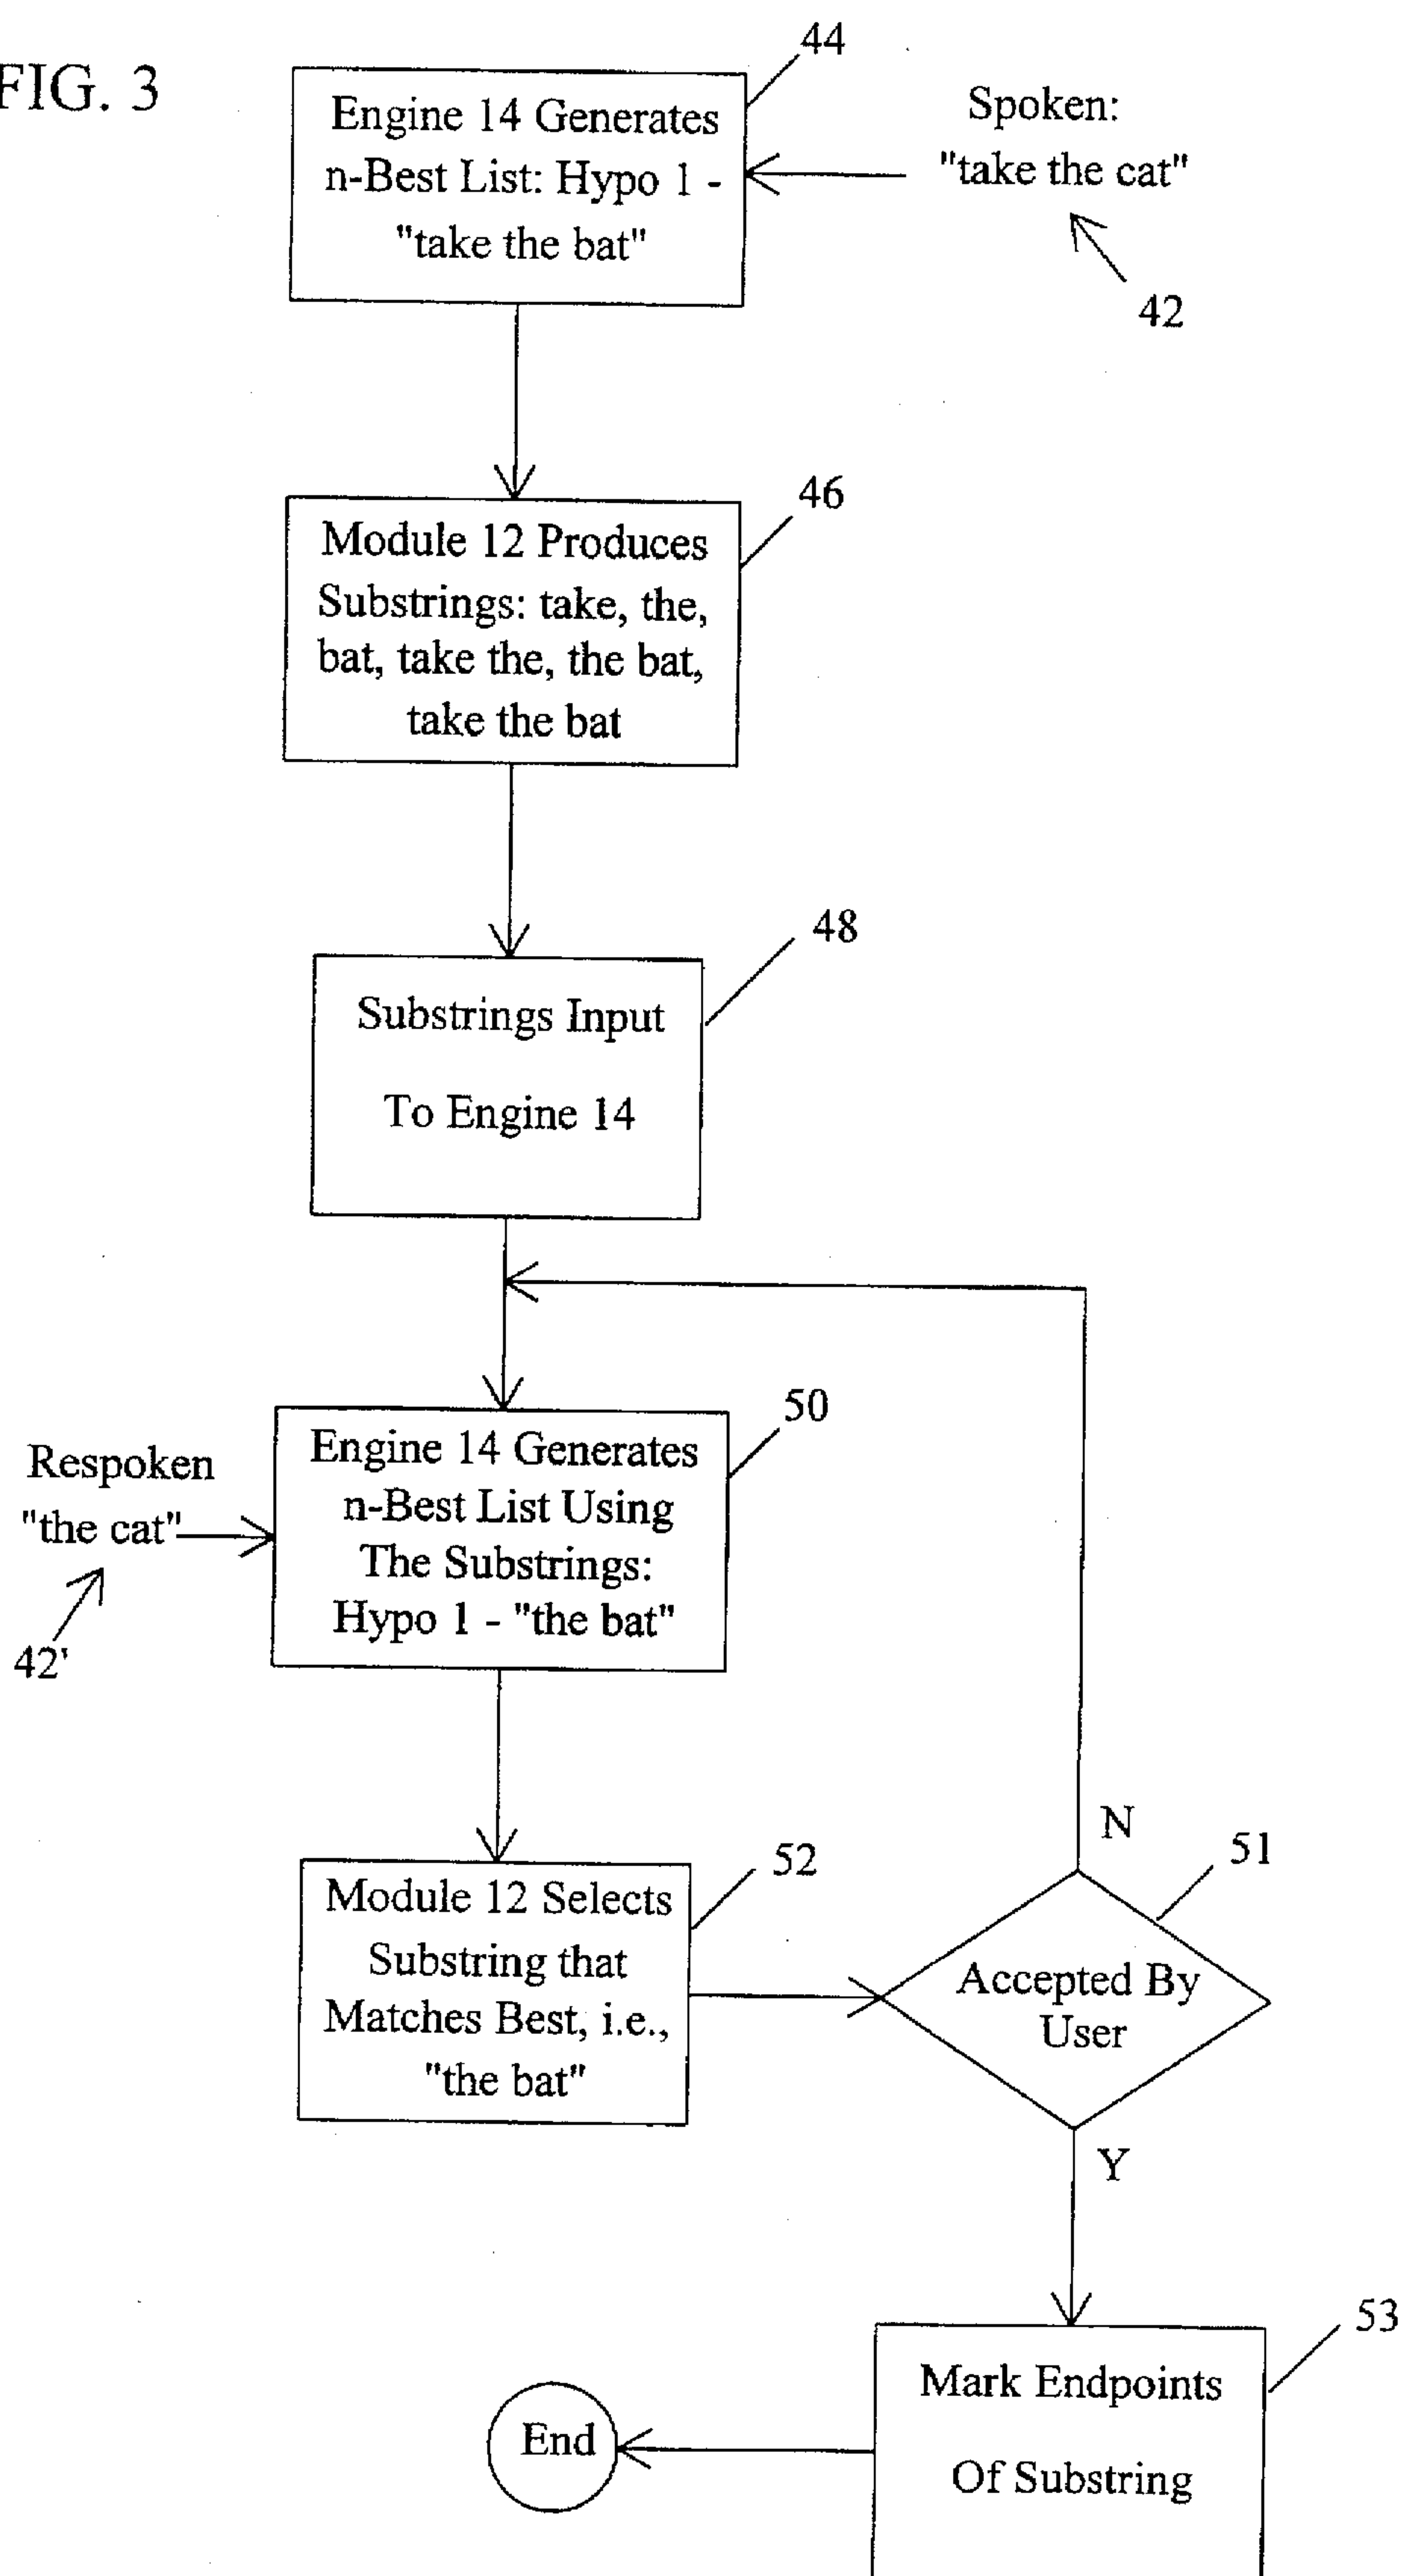 FIG. 3
44
Engine 14 Generates
n-Best List: Hypo 1 -
"take the bat"
Spoken:
"take the cat"
42
46
Module 12 Produces
Substrings: take, the,
bat, take the, the bat,
take the bat
48
Substrings Input
To Engine 14
50
Respoken
"the cat"
42'
Engine 14 Generates
n-Best List Using
The Substrings:
Hypo 1 - "the bat"
52
Module 12 Selects
Substring that
Matches Best, i.e.,
"the bat"
N
51
Accepted By
User
Y
53
Mark Endpoints
Of Substring
End